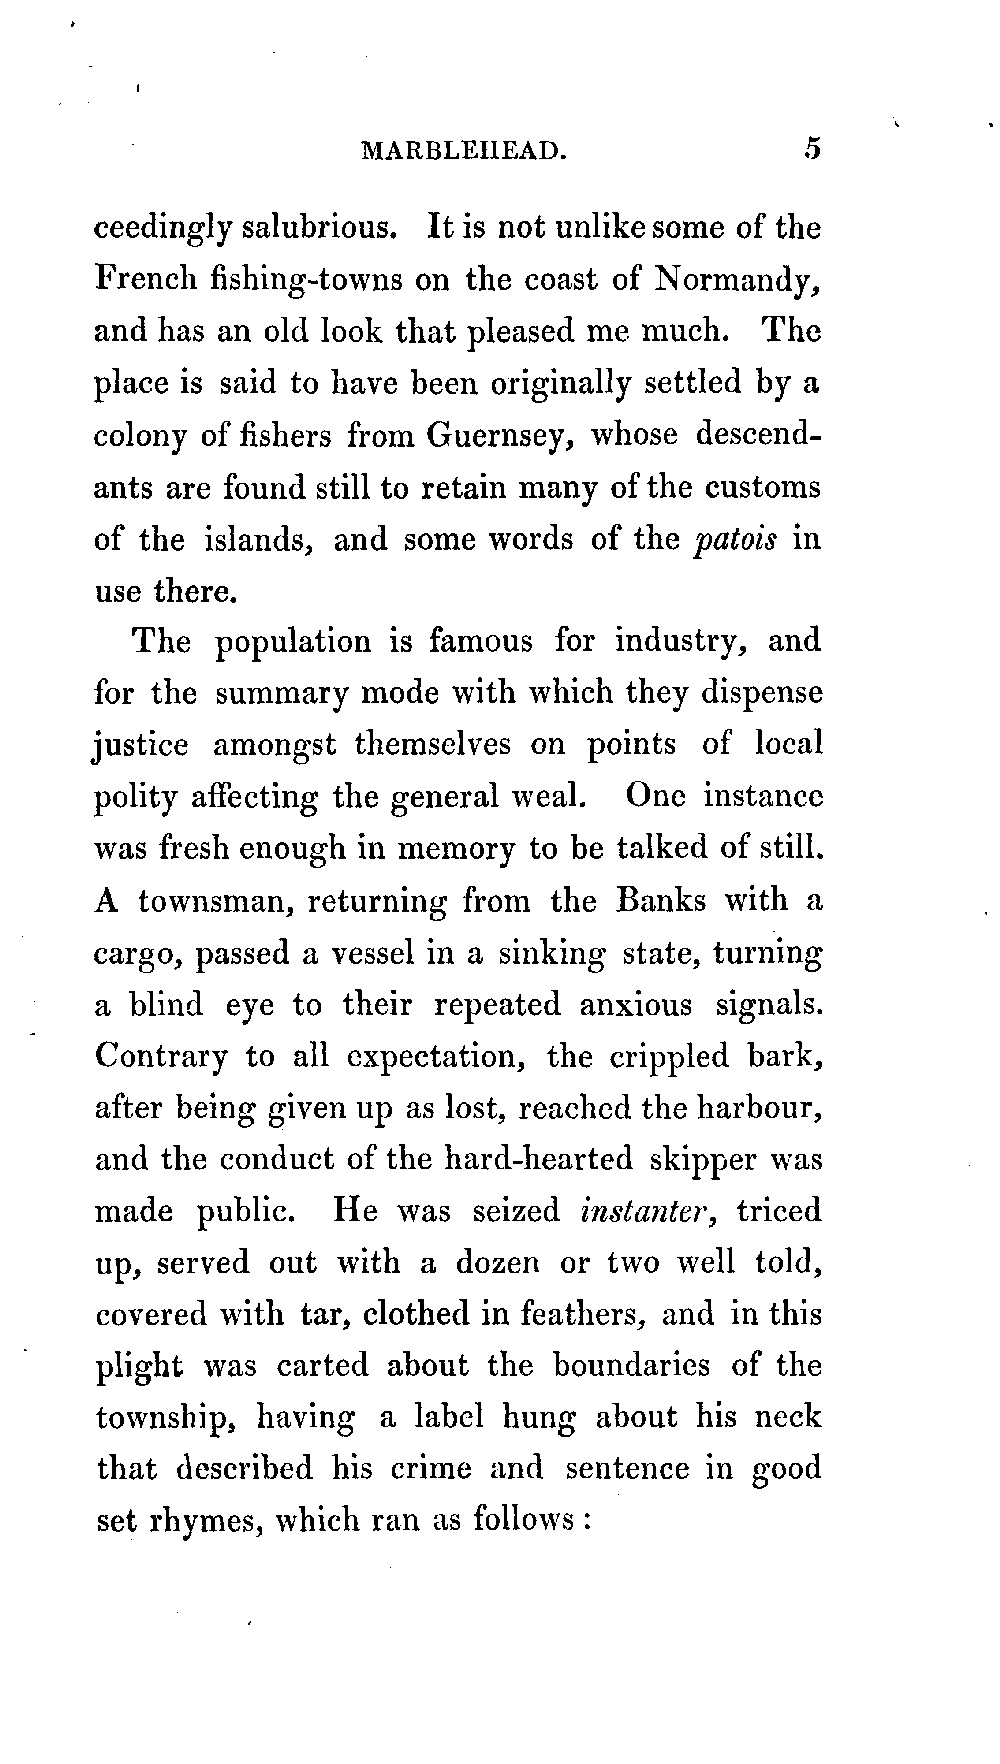 MARBLEHEAD. 5
ceedingly salubrious. It is not unlike some of the
French fishing-towns on the coast of Normandy,
and has an old look that pleased me much. The
place is said to have been originally settled by a
colony of fishers from Guernsey, whose descend-
ants are found still to retain many of the customs
of the islands, and some words of the patois in
use there.
The population is famous for industry, and
for the summary mode with which they dispense
justice amongst themselves on points of local
polity affecting the general weal. One instance
was fresh enough in memory to be talked of still.
A townsman, returning from the Banks with a
cargo, passed a vessel in a sinking state, turning
a blind eye to their repeated anxious signals.
Contrary to all expectation, the crippled bark,
after being given up as lost, reached the harbour,
and the conduct of the hard-hearted skipper was
made public. He was seized instanter, triced
up, served out with a dozen or two well told,
covered with tar, clothed in feathers, and in this
plight was carted about the boundaries of the
township, having a label hung about his neck
that described his crime and sentence in good
set rhymes, which ran as follows :